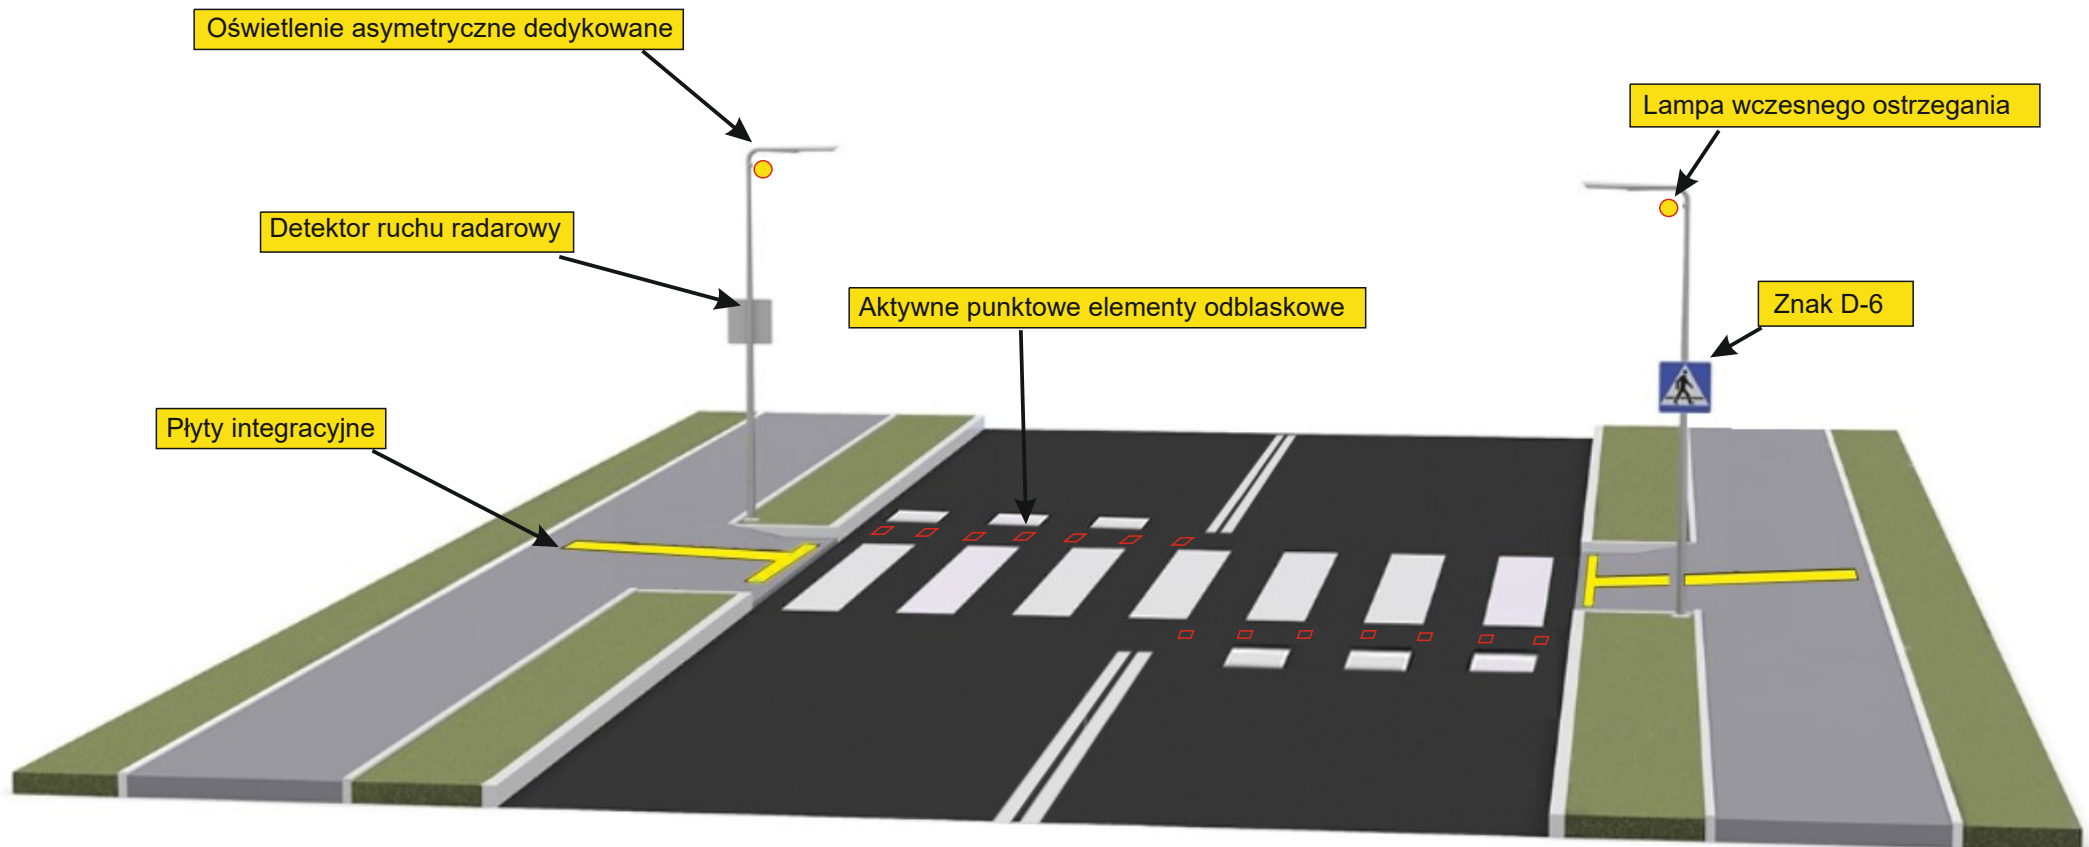 Oświetlenie asymetryczne dedykowane
Lampa wczesnego ostrzegania
Detektor ruchu radarowy
Aktywne punktowe elementy odblaskowe
Znak D-6
Płyty integracyjne